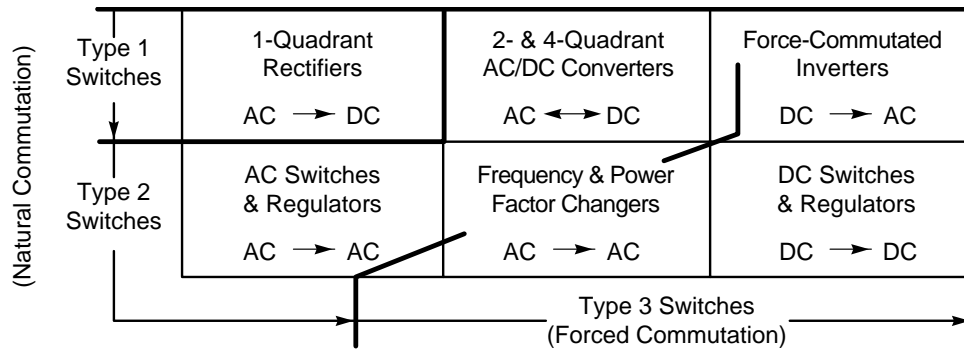 (Natural Commutation)
Type 1
Switches
1-Quadrant
Rectifiers
AC → DC
2- & 4-Quadrant
AC/DC Converters
AC ↔ DC
Force-Commutated
Inverters
DC → AC
Type 2
Switches
AC Switches
& Regulators
AC → AC
Frequency & Power
Factor Changers
AC → AC
DC Switches
& Regulators
DC → DC
Type 3 Switches
(Forced Commutation)